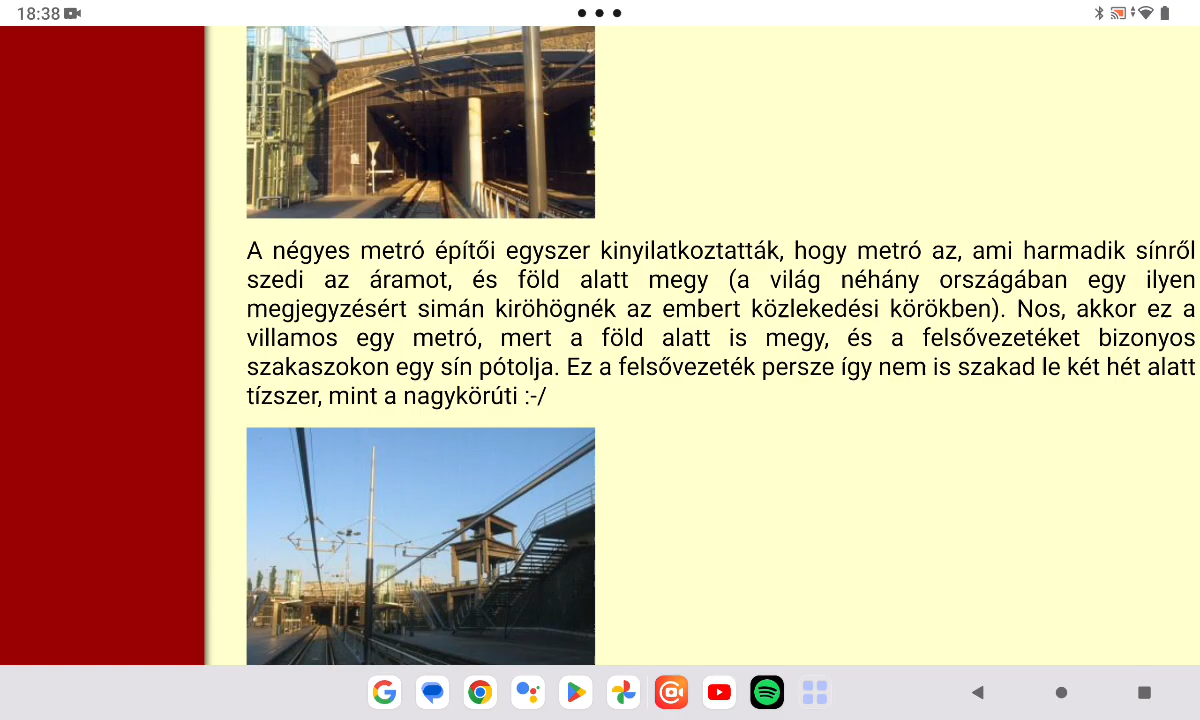 18:38
A négyes metró építői egyszer kinyilatkoztatták, hogy metró az, ami harmadik sínről
szedi az áramot, és föld alatt megy (a világ néhány országában egy ilyen
megjegyzésért simán kiröhögnék az embert közlekedési körökben). Nos, akkor ez a
villamos egy metró, mert a föld alatt is megy, és a felsővezetéket bizonyos
szakaszokon egy sín pótolja. Ez a felsővezeték persze így nem is szakad le két hét alatt
tízszer, mint a nagykörúti :-/